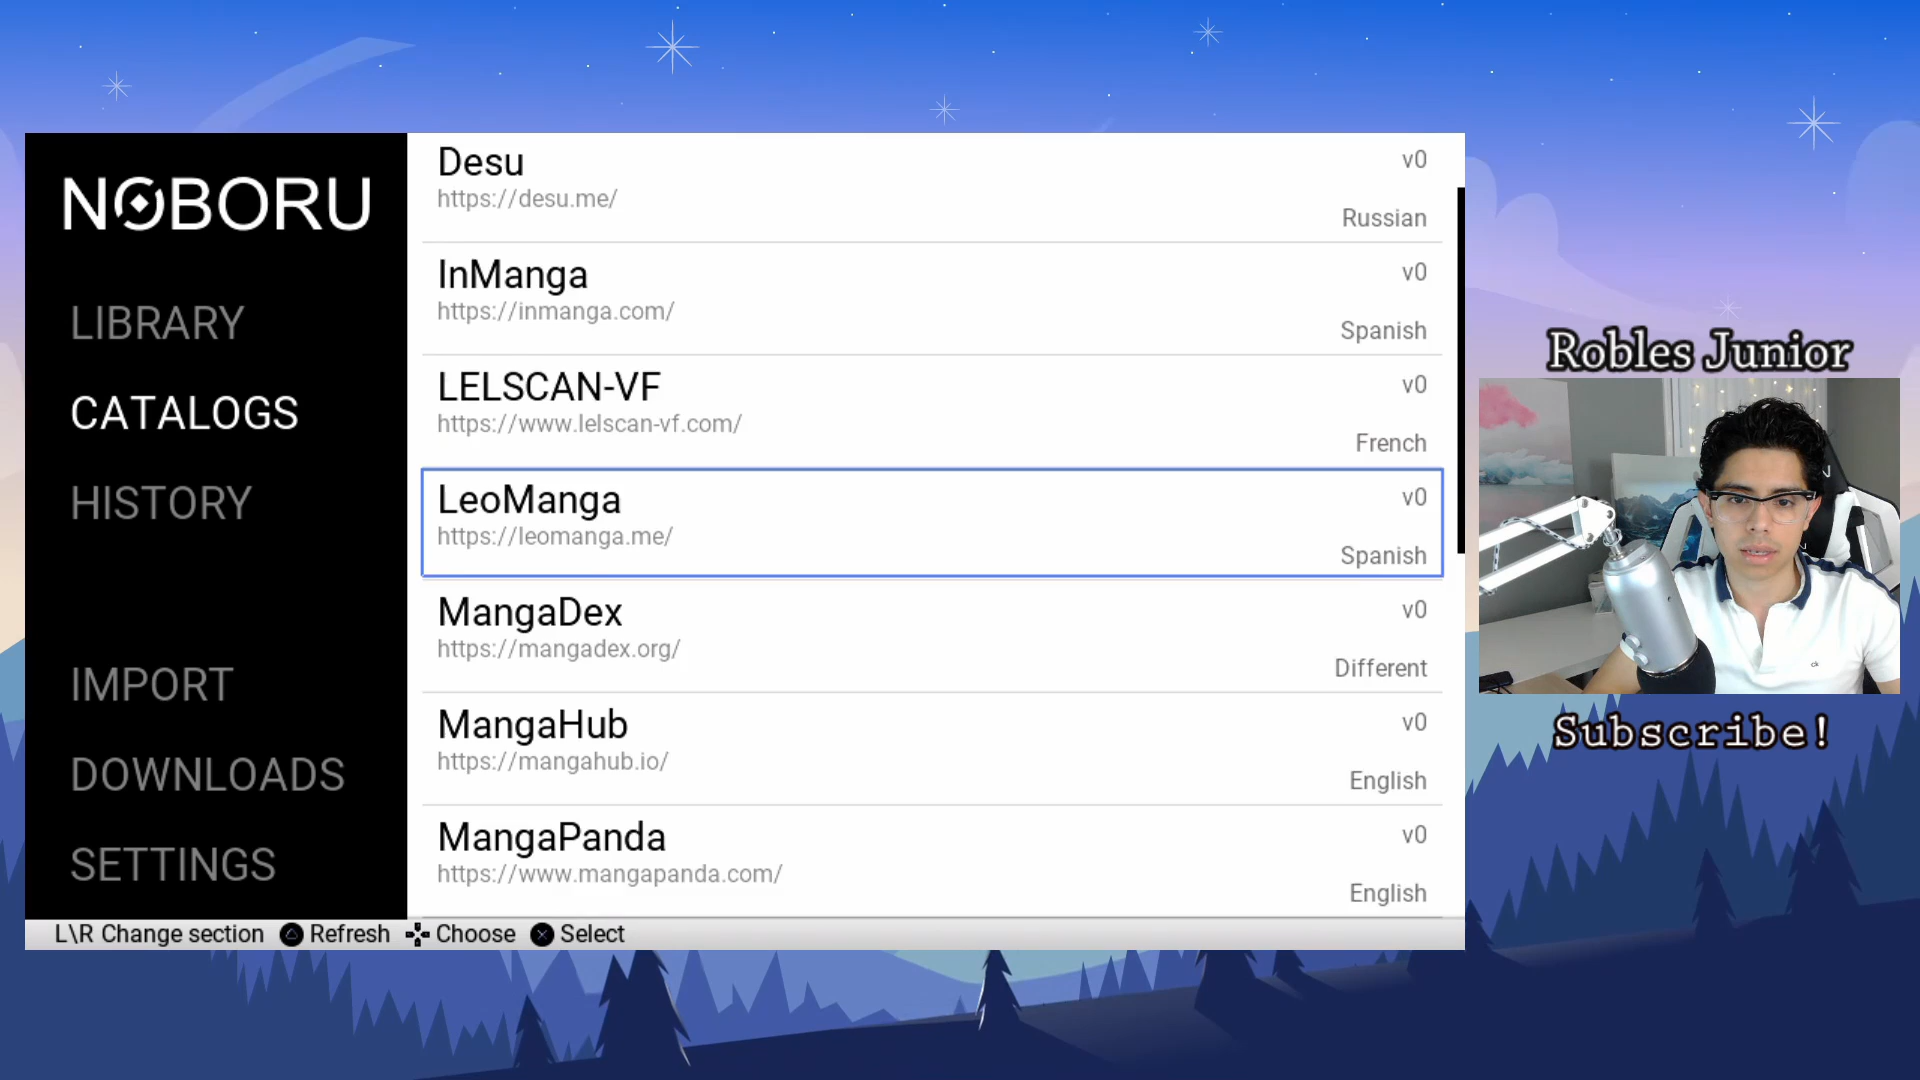 NOBORU
LIBRARY
CATALOGS
HISTORY
IMPORT
DOWNLOADS
SETTINGS
Desu
v0
https://desu.me/
Russian
InManga
v0
https://inmanga.com/
Spanish
LELSCAN-VF
v0
https://www.lelscan-vf.com/
French
LeoManga
v0
https://leomanga.me/
Spanish
MangaDex
v0
https://mangadex.org/
Different
MangaHub
v0
https://mangahub.io/
English
MangaPanda
v0
https://www.mangapanda.com/
English
L\R Change section Refresh Choose Select
Robles Junior
ck
Subscribe!